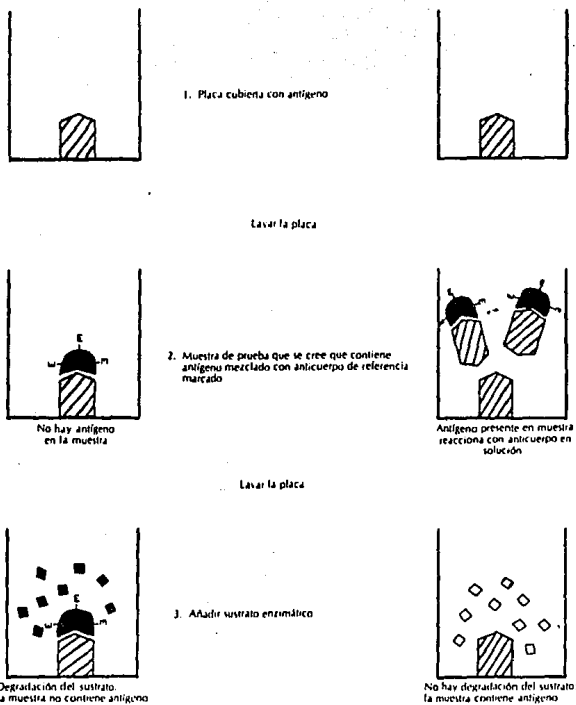 1. Placa cubierta con antígeno
Lavar la placa
E
E
E
2. Muestra de prueba que se cree que contiene
antígeno mezclado con anticuerpo de referencia
marcado
No hay antígeno
en la muestra
Antígeno presente en muestra
reacciona con anticuerpo en
solución
Lavar la placa
E
E
E
3. Añadir sustrato enzimático
Degradación del sustrato.
la muestra no contiene antígeno
No hay degradación del sustrato
la muestra contiene antígeno